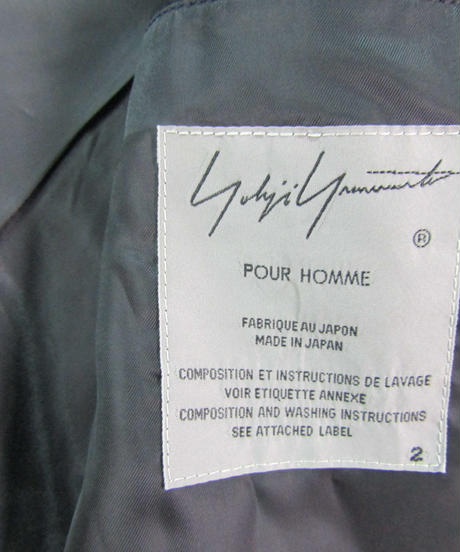 Yohji Yamamoto
®
POUR HOMME
FABRIQUE AU JAPON
MADE IN JAPAN
COMPOSITION ET INSTRUCTIONS DE LAVAGE
VOIR ETIQUETTE ANNEXE
COMPOSITION AND WASHING INSTRUCTIONS
SEE ATTACHED LABEL
2